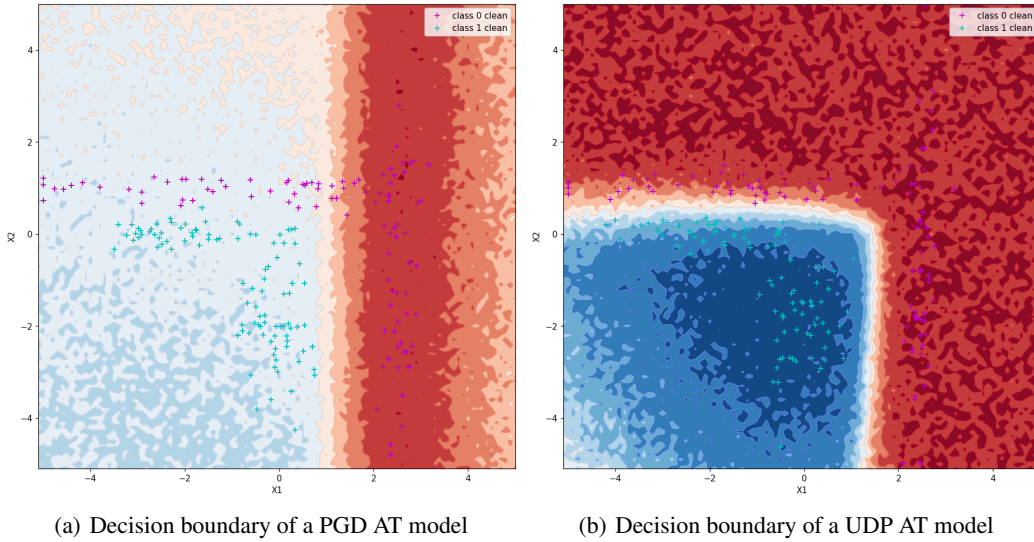 class 0 clean
class 1 clean
4
2
0
−2
−4
X2
−4
−2
0
2
4
X1
(a) Decision boundary of a PGD AT model
class 0 clean
class 1 clean
4
2
0
−2
−4
X2
−4
−2
0
2
4
X1
(b) Decision boundary of a UDP AT model